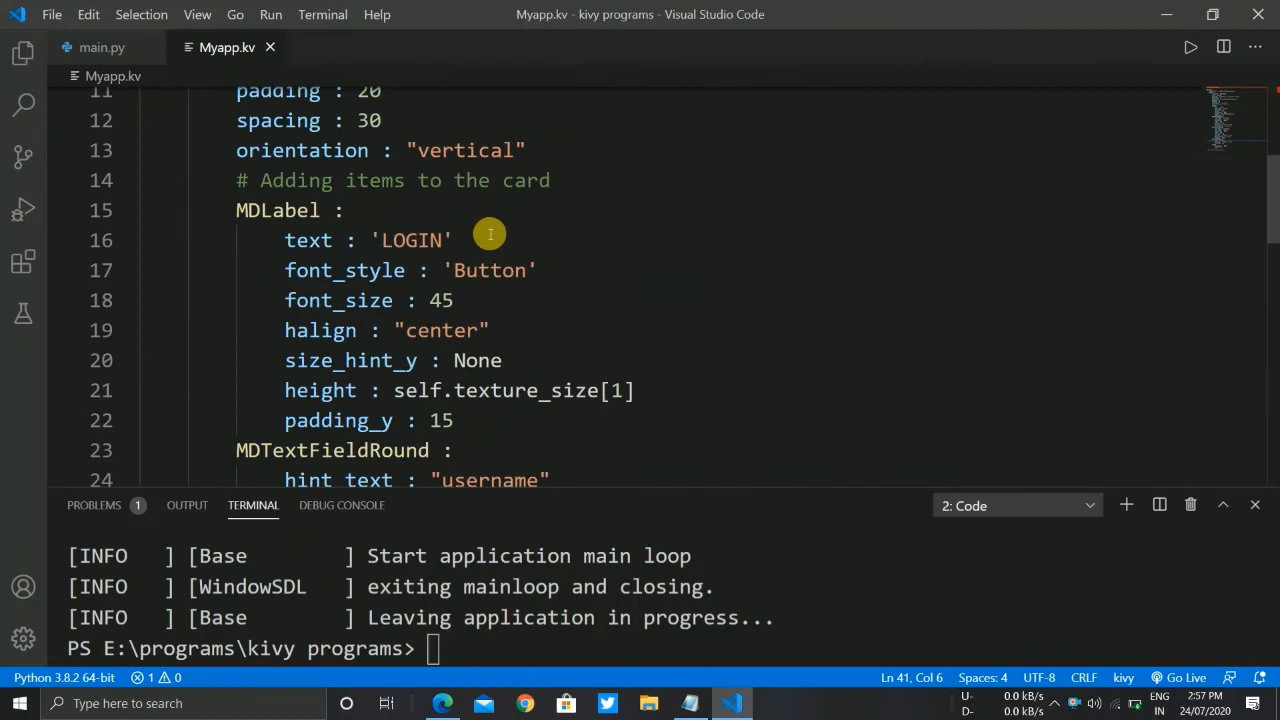 File Edit Selection View Go Run Terminal Help Myapp.kv - kivy programs - Visual Studio Code
main.py Myapp.kv
Myapp.kv
11 padding : 20
12 spacing : 30
13 orientation : "vertical"
14 # Adding items to the card
15 MDLabel :
16 text : 'LOGIN'
17 font_style : 'Button'
18 font_size : 45
19 halign : "center"
20 size_hint_y : None
21 height : self.texture_size[1]
22 padding_y : 15
23 MDTextFieldRound :
24 hint_text : "username"
PROBLEMS 1 OUTPUT TERMINAL DEBUG CONSOLE 2: Code
[INFO   ] [Base        ] Start application main loop
[INFO   ] [WindowSDL   ] exiting mainloop and closing.
[INFO   ] [Base        ] Leaving application in progress...
PS E:\programs\kivy programs>
Python 3.8.2 64-bit 1 0 Ln 41, Col 6 Spaces: 4 UTF-8 CRLF kivy Go Live
Type here to search
U- 0.0 kB/s
D- 0.0 kB/s
ENG
IN
2:57 PM
24/07/2020